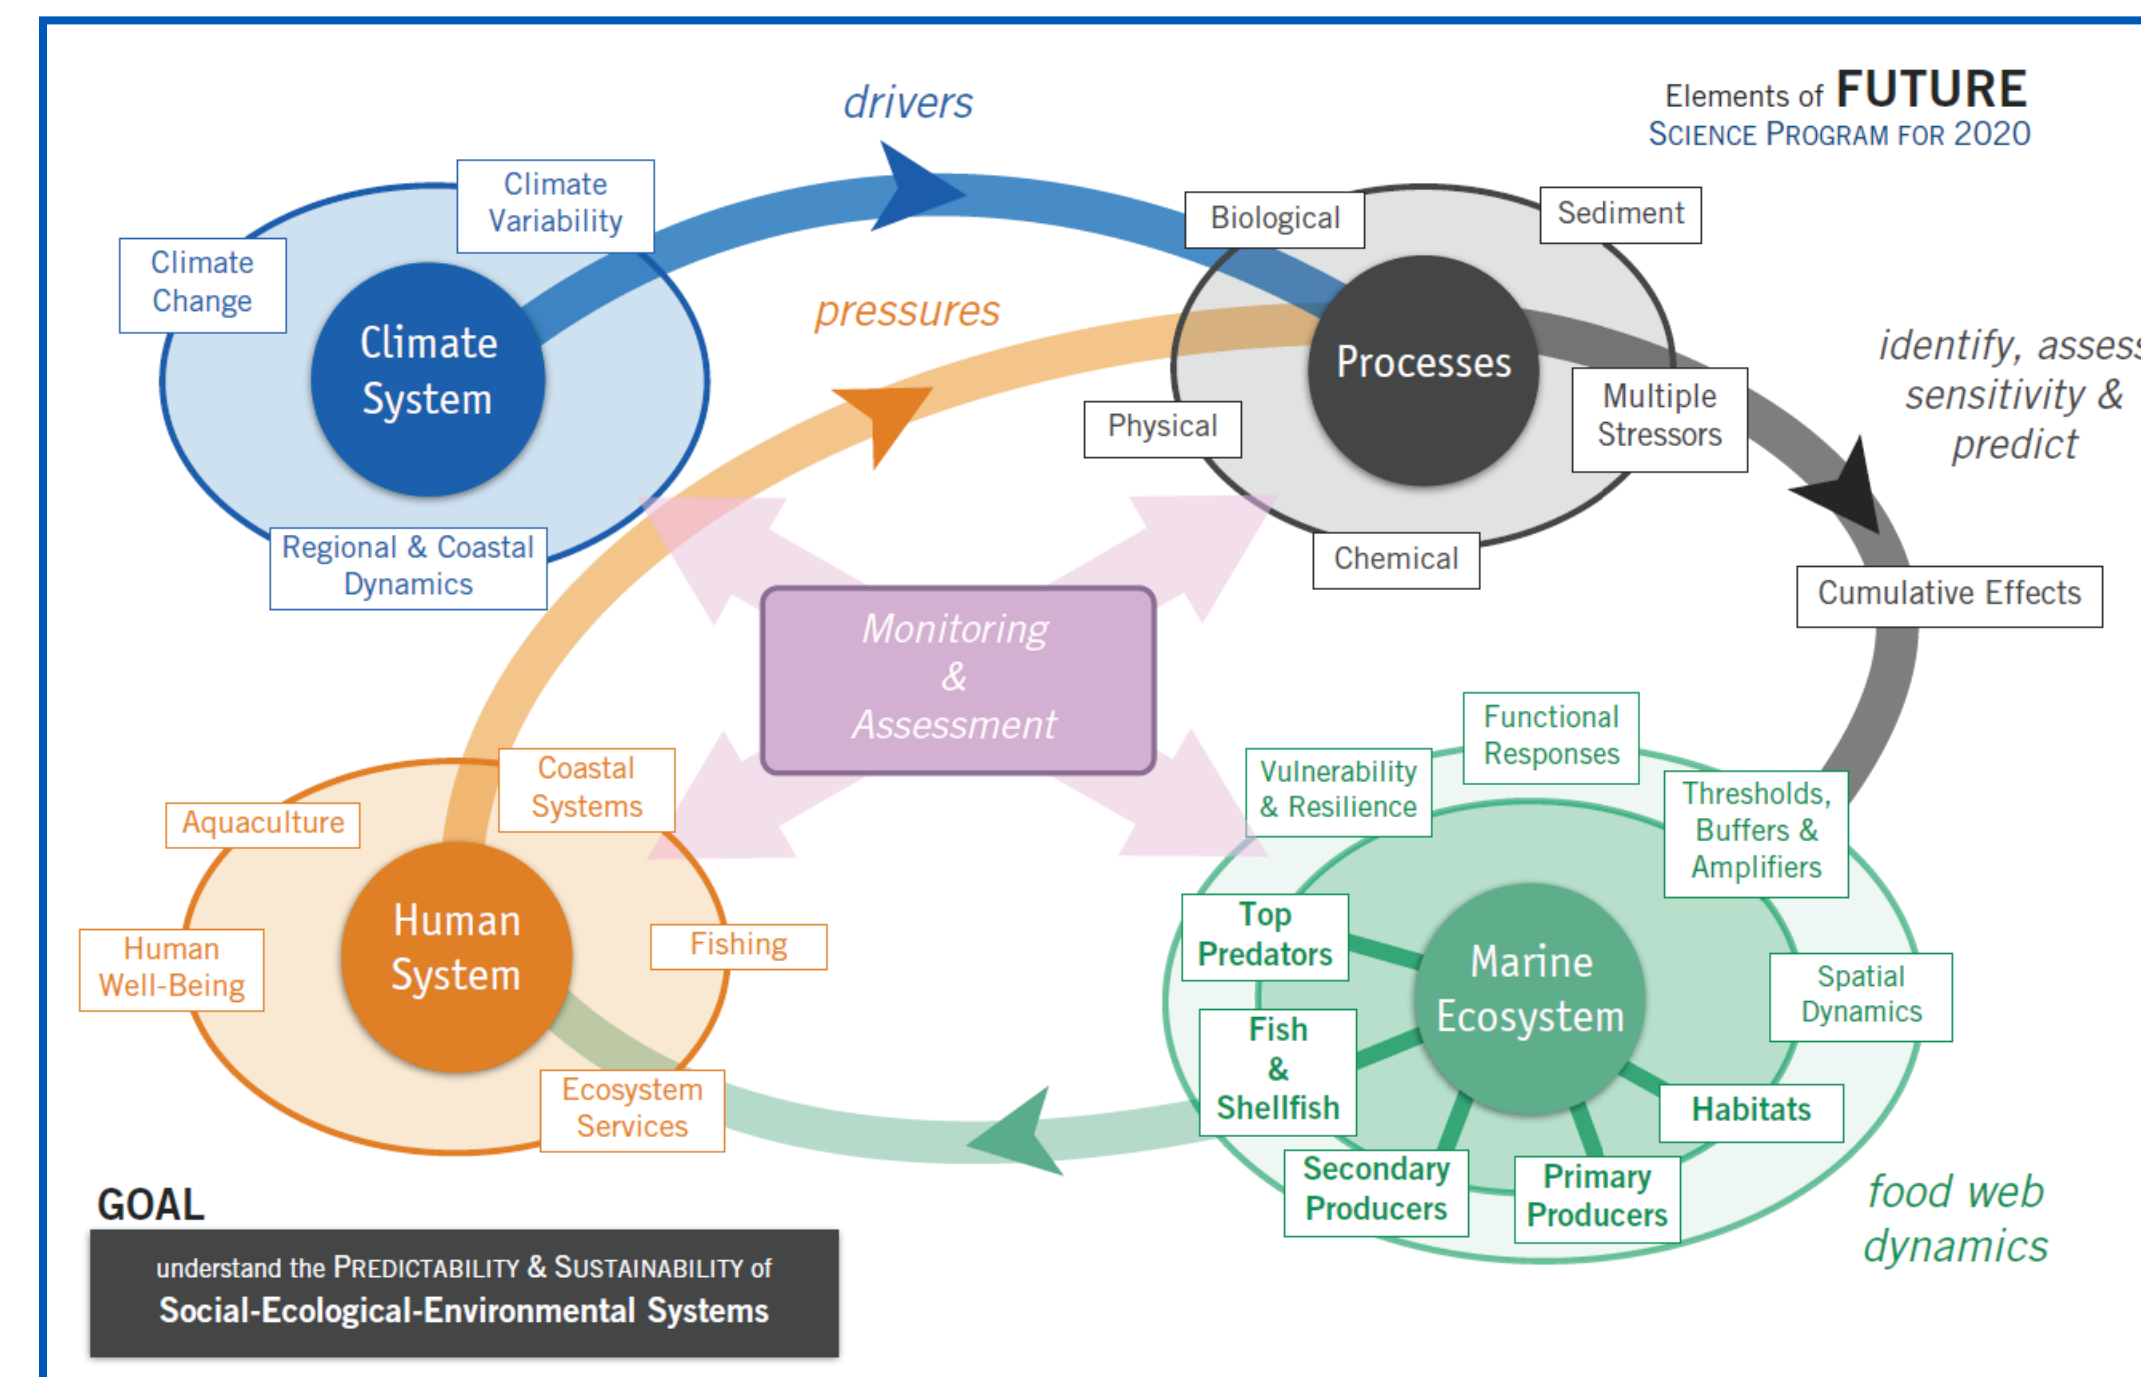 drivers
Elements of FUTURE
SCIENCE PROGRAM FOR 2020
Climate
Variability
Climate
Change
Climate
System
Regional & Coastal
Dynamics
pressures
Biological
Sediment
Processes
Physical
Multiple
Stressors
Chemical
identify, assess
sensitivity &
predict
Cumulative Effects
Monitoring
&
Assessment
Coastal
Systems
Aquaculture
Human
System
Human
Well-Being
Fishing
Ecosystem
Services
Functional
Responses
Vulnerability
& Resilience
Thresholds,
Buffers &
Amplifiers
Top
Predators
Marine
Ecosystem
Spatial
Dynamics
Fish
&
Shellfish
Habitats
Secondary
Producers
Primary
Producers
food web
dynamics
GOAL
understand the PREDICTABILITY & SUSTAINABILITY of
Social-Ecological-Environmental Systems